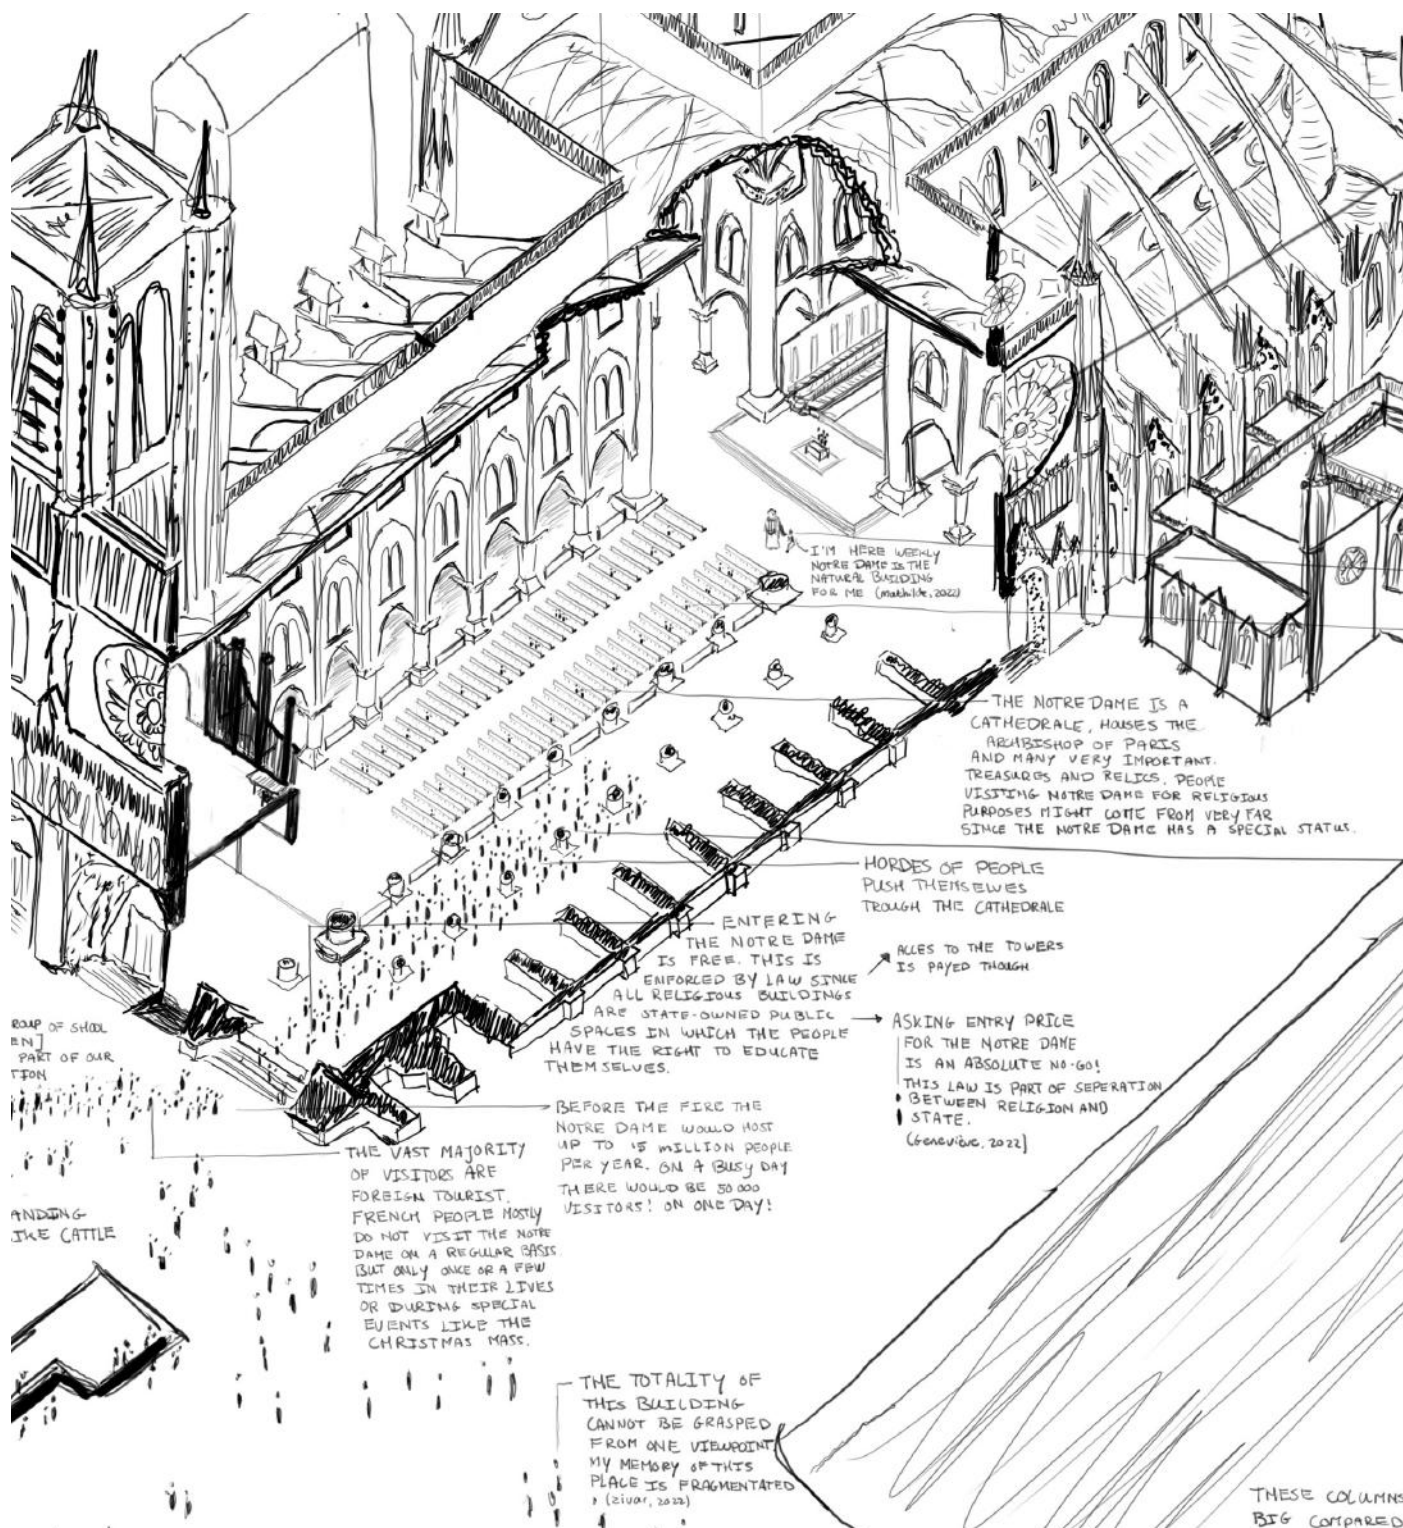 I'M HERE WEEKLY
NOTRE DAME IS THE
NATURAL BUILDING
FOR ME (Mathilde, 2022)
THE NOTRE DAME IS A
CATHEDRALE, HOUSES THE
ARCHBISHOP OF PARIS
AND MANY VERY IMPORTANT.
TREASURES AND RELICS. PEOPLE
VISITING NOTRE DAME FOR RELIGIOUS
PURPOSES MIGHT COME FROM VERY FAR
SINCE THE NOTRE DAME HAS A SPECIAL STATUS.
HORDES OF PEOPLE
PUSH THEMSELWES
TROUGH THE CATHEDRALE
ENTERING
THE NOTRE DAME
IS FREE. THIS IS
ENFORCED BY LAW SINCE
ALL RELIGIOUS BUILDINGS
ARE STATE-OWNED PUBLIC
SPACES IN WHICH THE PEOPLE
HAVE THE RIGHT TO EDUCATE
THEMSELVES.
ACCES TO THE TOWERS
IS PAYED THOUGH
ASKING ENTRY PRICE
FOR THE NOTRE DAME
IS AN ABSOLUTE NO-GO!
THIS LAW IS PART OF SEPERATION
BETWEEN RELIGION AND
STATE.
(Geneviève, 2022)
OF
PART OF OUR
BEFORE THE FIRE THE
NOTRE DAME WOULD HOST
UP TO 15 MILLION PEOPLE
PER YEAR. ON A BUSY DAY
THERE WOULD BE 50 000
VISITORS! ON ONE DAY!
THE VAST MAJORITY
OF VISITORS ARE
FOREIGN TOURIST.
FRENCH PEOPLE MOSTLY
DO NOT VISIT THE NOTRE
DAME ON A REGULAR BASIS.
BUT ONLY ONCE OR A FEW
TIMES IN THEIR LIVES
OR DURING SPECIAL
EVENTS LIKE THE
CHRISTMAS MASS.
ANDING
IKE CATTLE
THE TOTALITY OF
THIS BUILDING
CANNOT BE GRASPED
FROM ONE VIEWPOINT,
MY MEMORY OF THIS
PLACE IS FRAGMENTATED
(Zivar, 2022)
THESE COLUMNS
BIG COMPARED